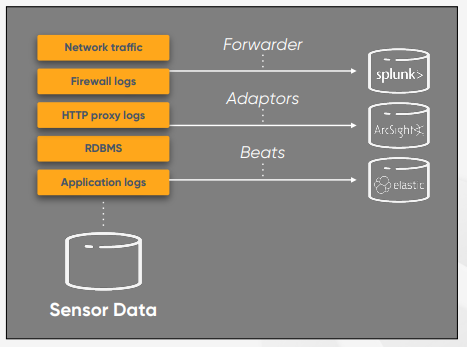 Network traffic
Firewall logs
HTTP proxy logs
RDBMS
Application logs
Sensor Data
Forwarder
splunk>
Adaptors
ArcSight
Beats
elastic